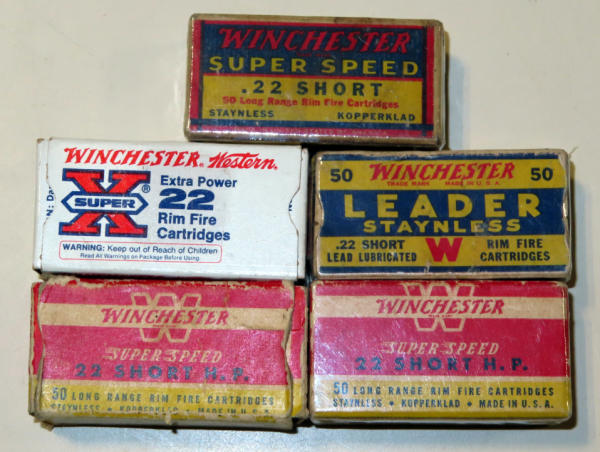 WINCHESTER
SUPER SPEED
.22 SHORT
50 Long Range Rim Fire Cartridges
STAYNLESS KOPPERKLAD
WINCHESTER® Western®
X
SUPER
®
Extra Power
22
Rim Fire
Cartridges
WARNING: Keep out of Reach of Children
Read All Warnings on Package Before Using.
50 WINCHESTER 50
TRADE MARK MADE IN U.S.A.
LEADER
STAYNLESS
.22 SHORT W RIM FIRE
LEAD LUBRICATED CARTRIDGES
W
WINCHESTER
SUPER SPEED
22 SHORT H.P.
50 LONG RANGE RIM FIRE CARTRIDGES
STAYNLESS • KOPPERKLAD • MADE IN U.S.A.
W
WINCHESTER
SUPER SPEED
22 SHORT H.P.
50 LONG RANGE RIM FIRE CARTRIDGES
STAYNLESS • KOPPERKLAD • MADE IN U.S.A.